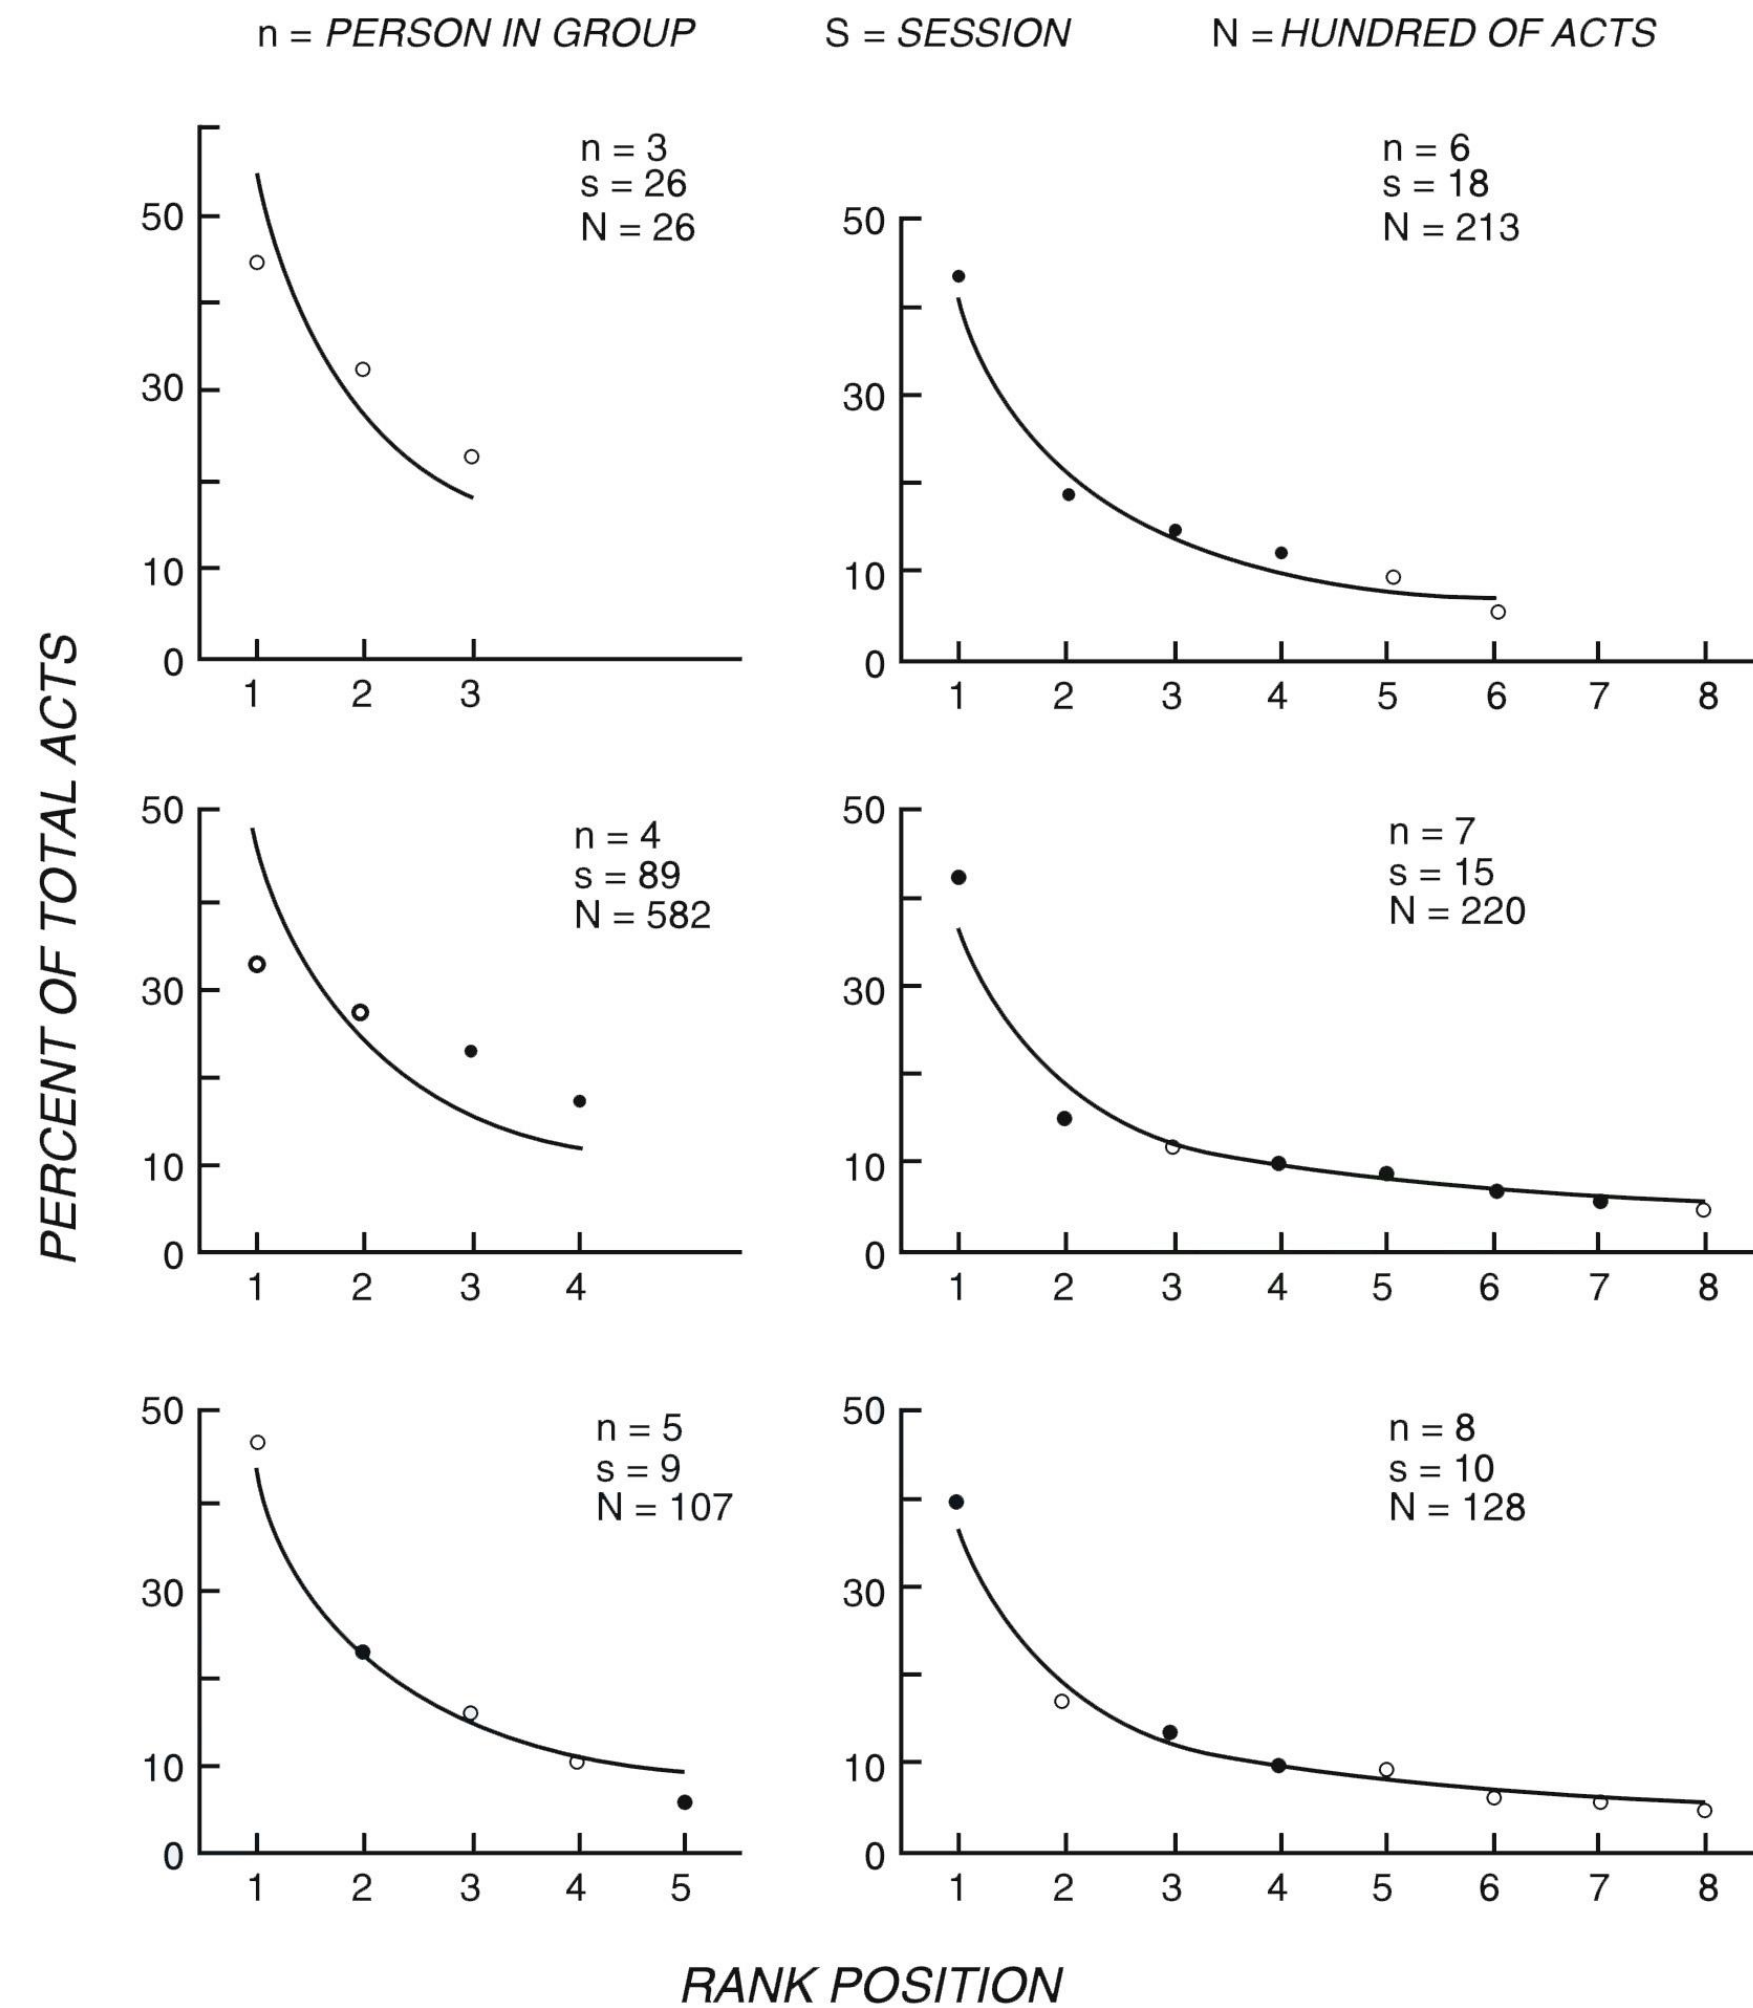 n = PERSON IN GROUP S = SESSION N = HUNDRED OF ACTS
PERCENT OF TOTAL ACTS
n = 3
s = 26
N = 26
50
30
10
0
1 2 3
n = 6
s = 18
N = 213
50
30
10
0
1 2 3 4 5 6 7 8
n = 4
s = 89
N = 582
50
30
10
0
1 2 3 4
n = 7
s = 15
N = 220
50
30
10
0
1 2 3 4 5 6 7 8
n = 5
s = 9
N = 107
50
30
10
0
1 2 3 4 5
n = 8
s = 10
N = 128
50
30
10
0
1 2 3 4 5 6 7 8
RANK POSITION